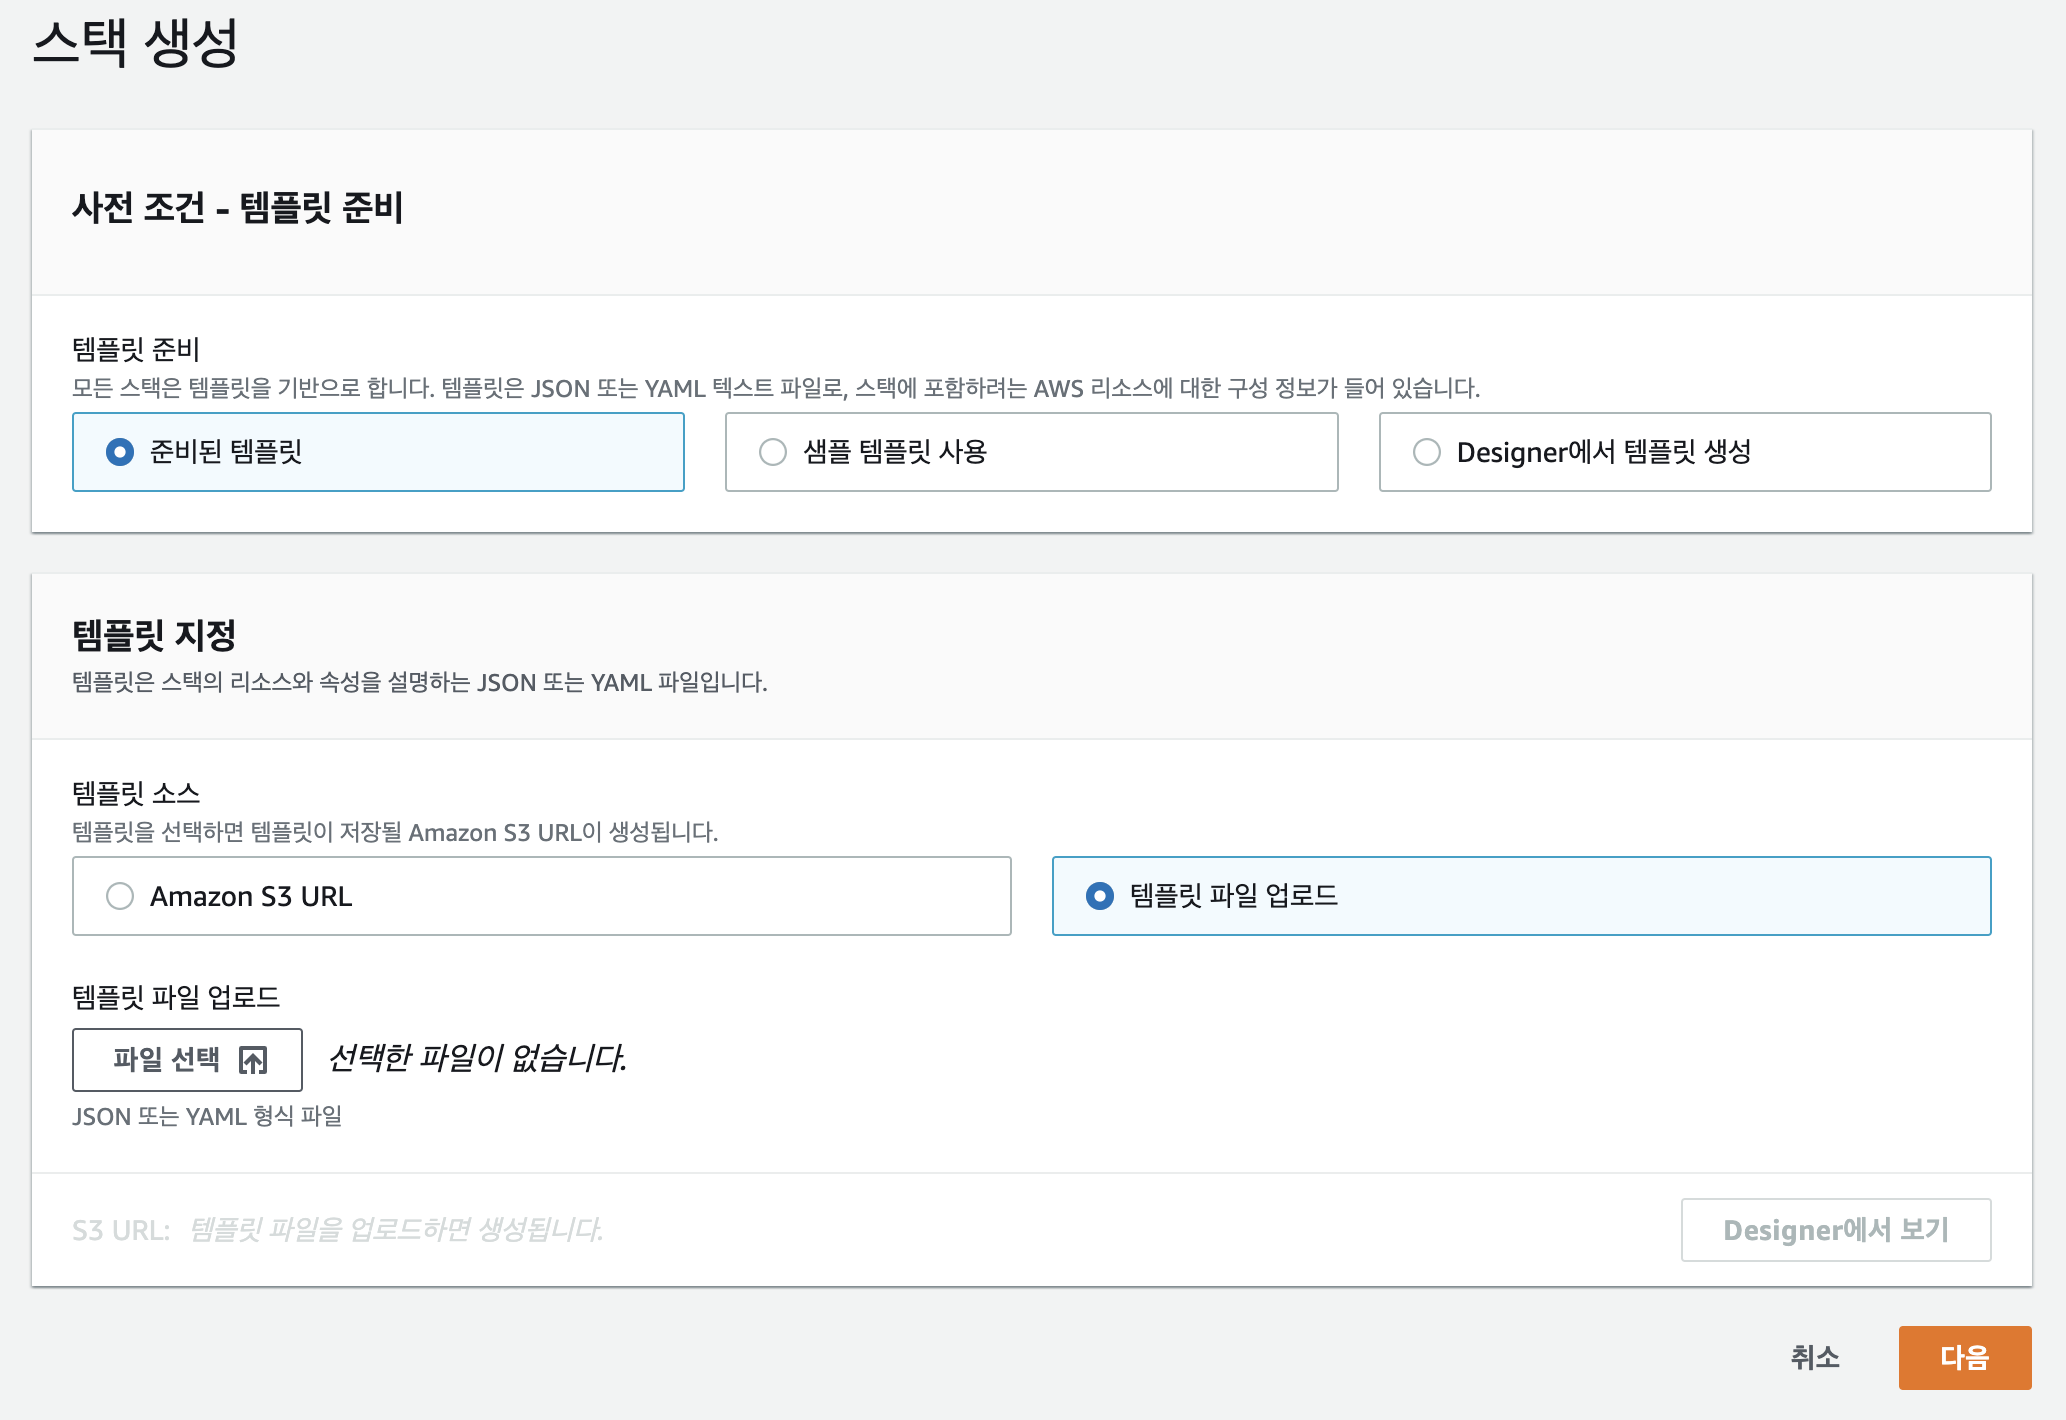 스택 생성
사전 조건 - 템플릿 준비
템플릿 준비
모든 스택은 템플릿을 기반으로 합니다. 템플릿은 JSON 또는 YAML 텍스트 파일로, 스택에 포함하려는 AWS 리소스에 대한 구성 정보가 들어 있습니다.
준비된 템플릿
샘플 템플릿 사용
Designer에서 템플릿 생성
템플릿 지정
템플릿은 스택의 리소스와 속성을 설명하는 JSON 또는 YAML 파일입니다.
템플릿 소스
템플릿을 선택하면 템플릿이 저장될 Amazon S3 URL이 생성됩니다.
Amazon S3 URL
템플릿 파일 업로드
템플릿 파일 업로드
파일 선택
선택한 파일이 없습니다.
JSON 또는 YAML 형식 파일
S3 URL: 템플릿 파일을 업로드하면 생성됩니다.
Designer에서 보기
취소
다음